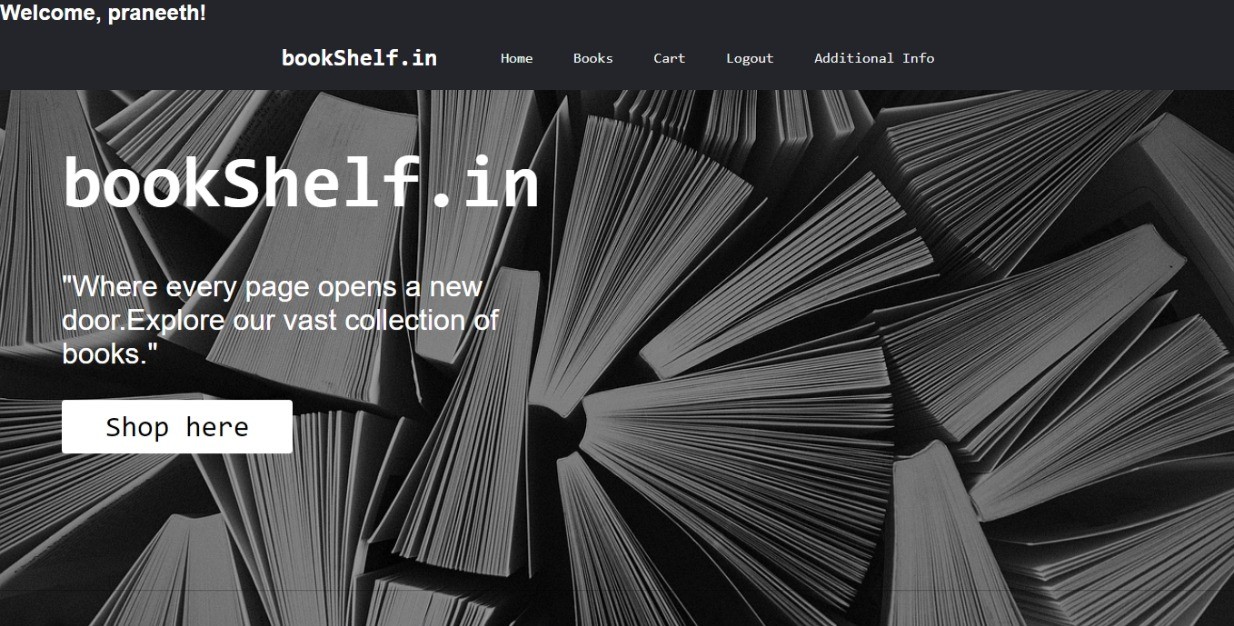 Welcome, praneeth!
bookShelf.in Home Books Cart Logout Additional Info
bookShelf.in
"Where every page opens a new
door.Explore our vast collection of
books."
Shop here